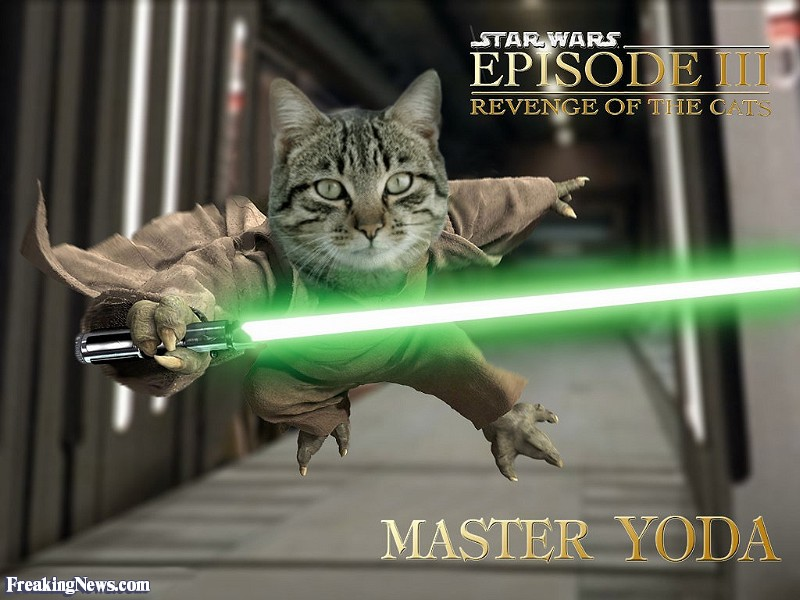 STAR WARS
EPISODE III
REVENGE OF THE CATS
MASTER YODA
FreakingNews.com